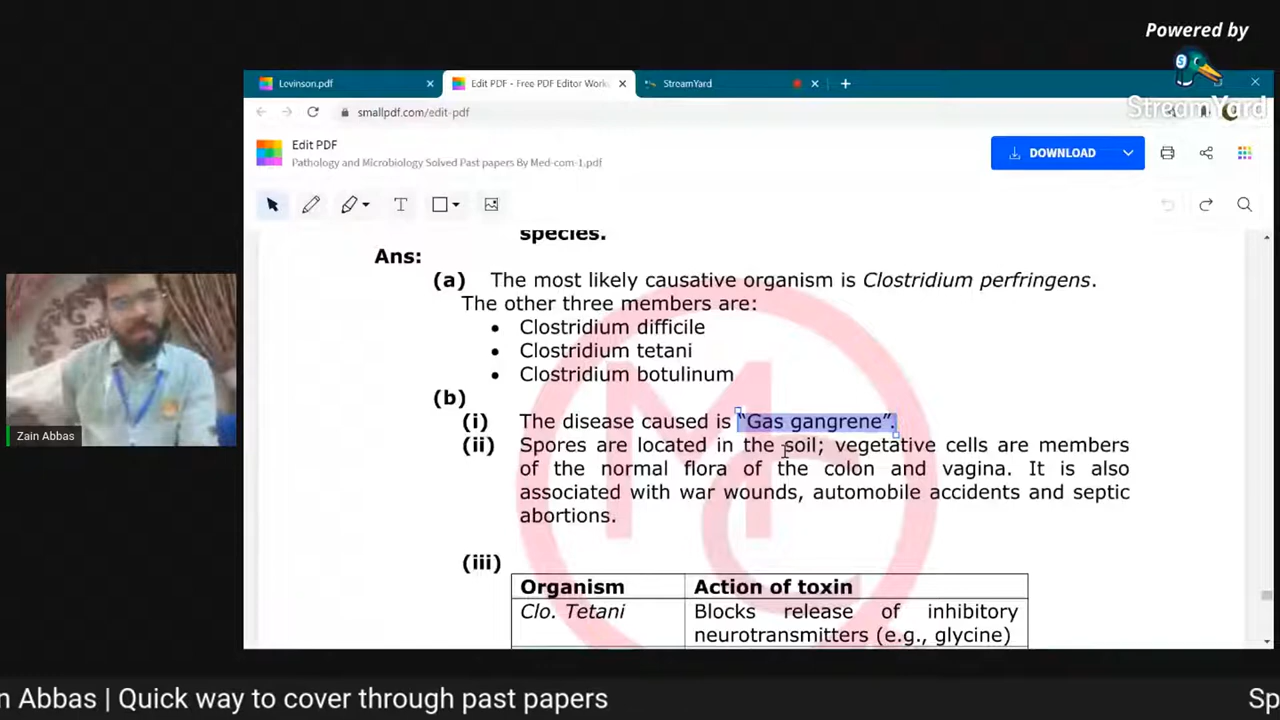 Powered by
StreamYard
Levinson.pdf
Edit PDF - Free PDF Editor Work
StreamYard
smallpdf.com/edit-pdf
Edit PDF
Pathology and Microbiology Solved Past papers By Med-com-1.pdf
DOWNLOAD
species.
Ans:
(a) The most likely causative organism is Clostridium perfringens.
The other three members are:
• Clostridium difficile
• Clostridium tetani
• Clostridium botulinum
(b)
(i) The disease caused is “Gas gangrene”.
(ii) Spores are located in the soil; vegetative cells are members
of the normal flora of the colon and vagina. It is also
associated with war wounds, automobile accidents and septic
abortions.
(iii)
Organism Action of toxin
Clo. Tetani Blocks release of inhibitory
neurotransmitters (e.g., glycine)
Zain Abbas
n Abbas | Quick way to cover through past papers Sp